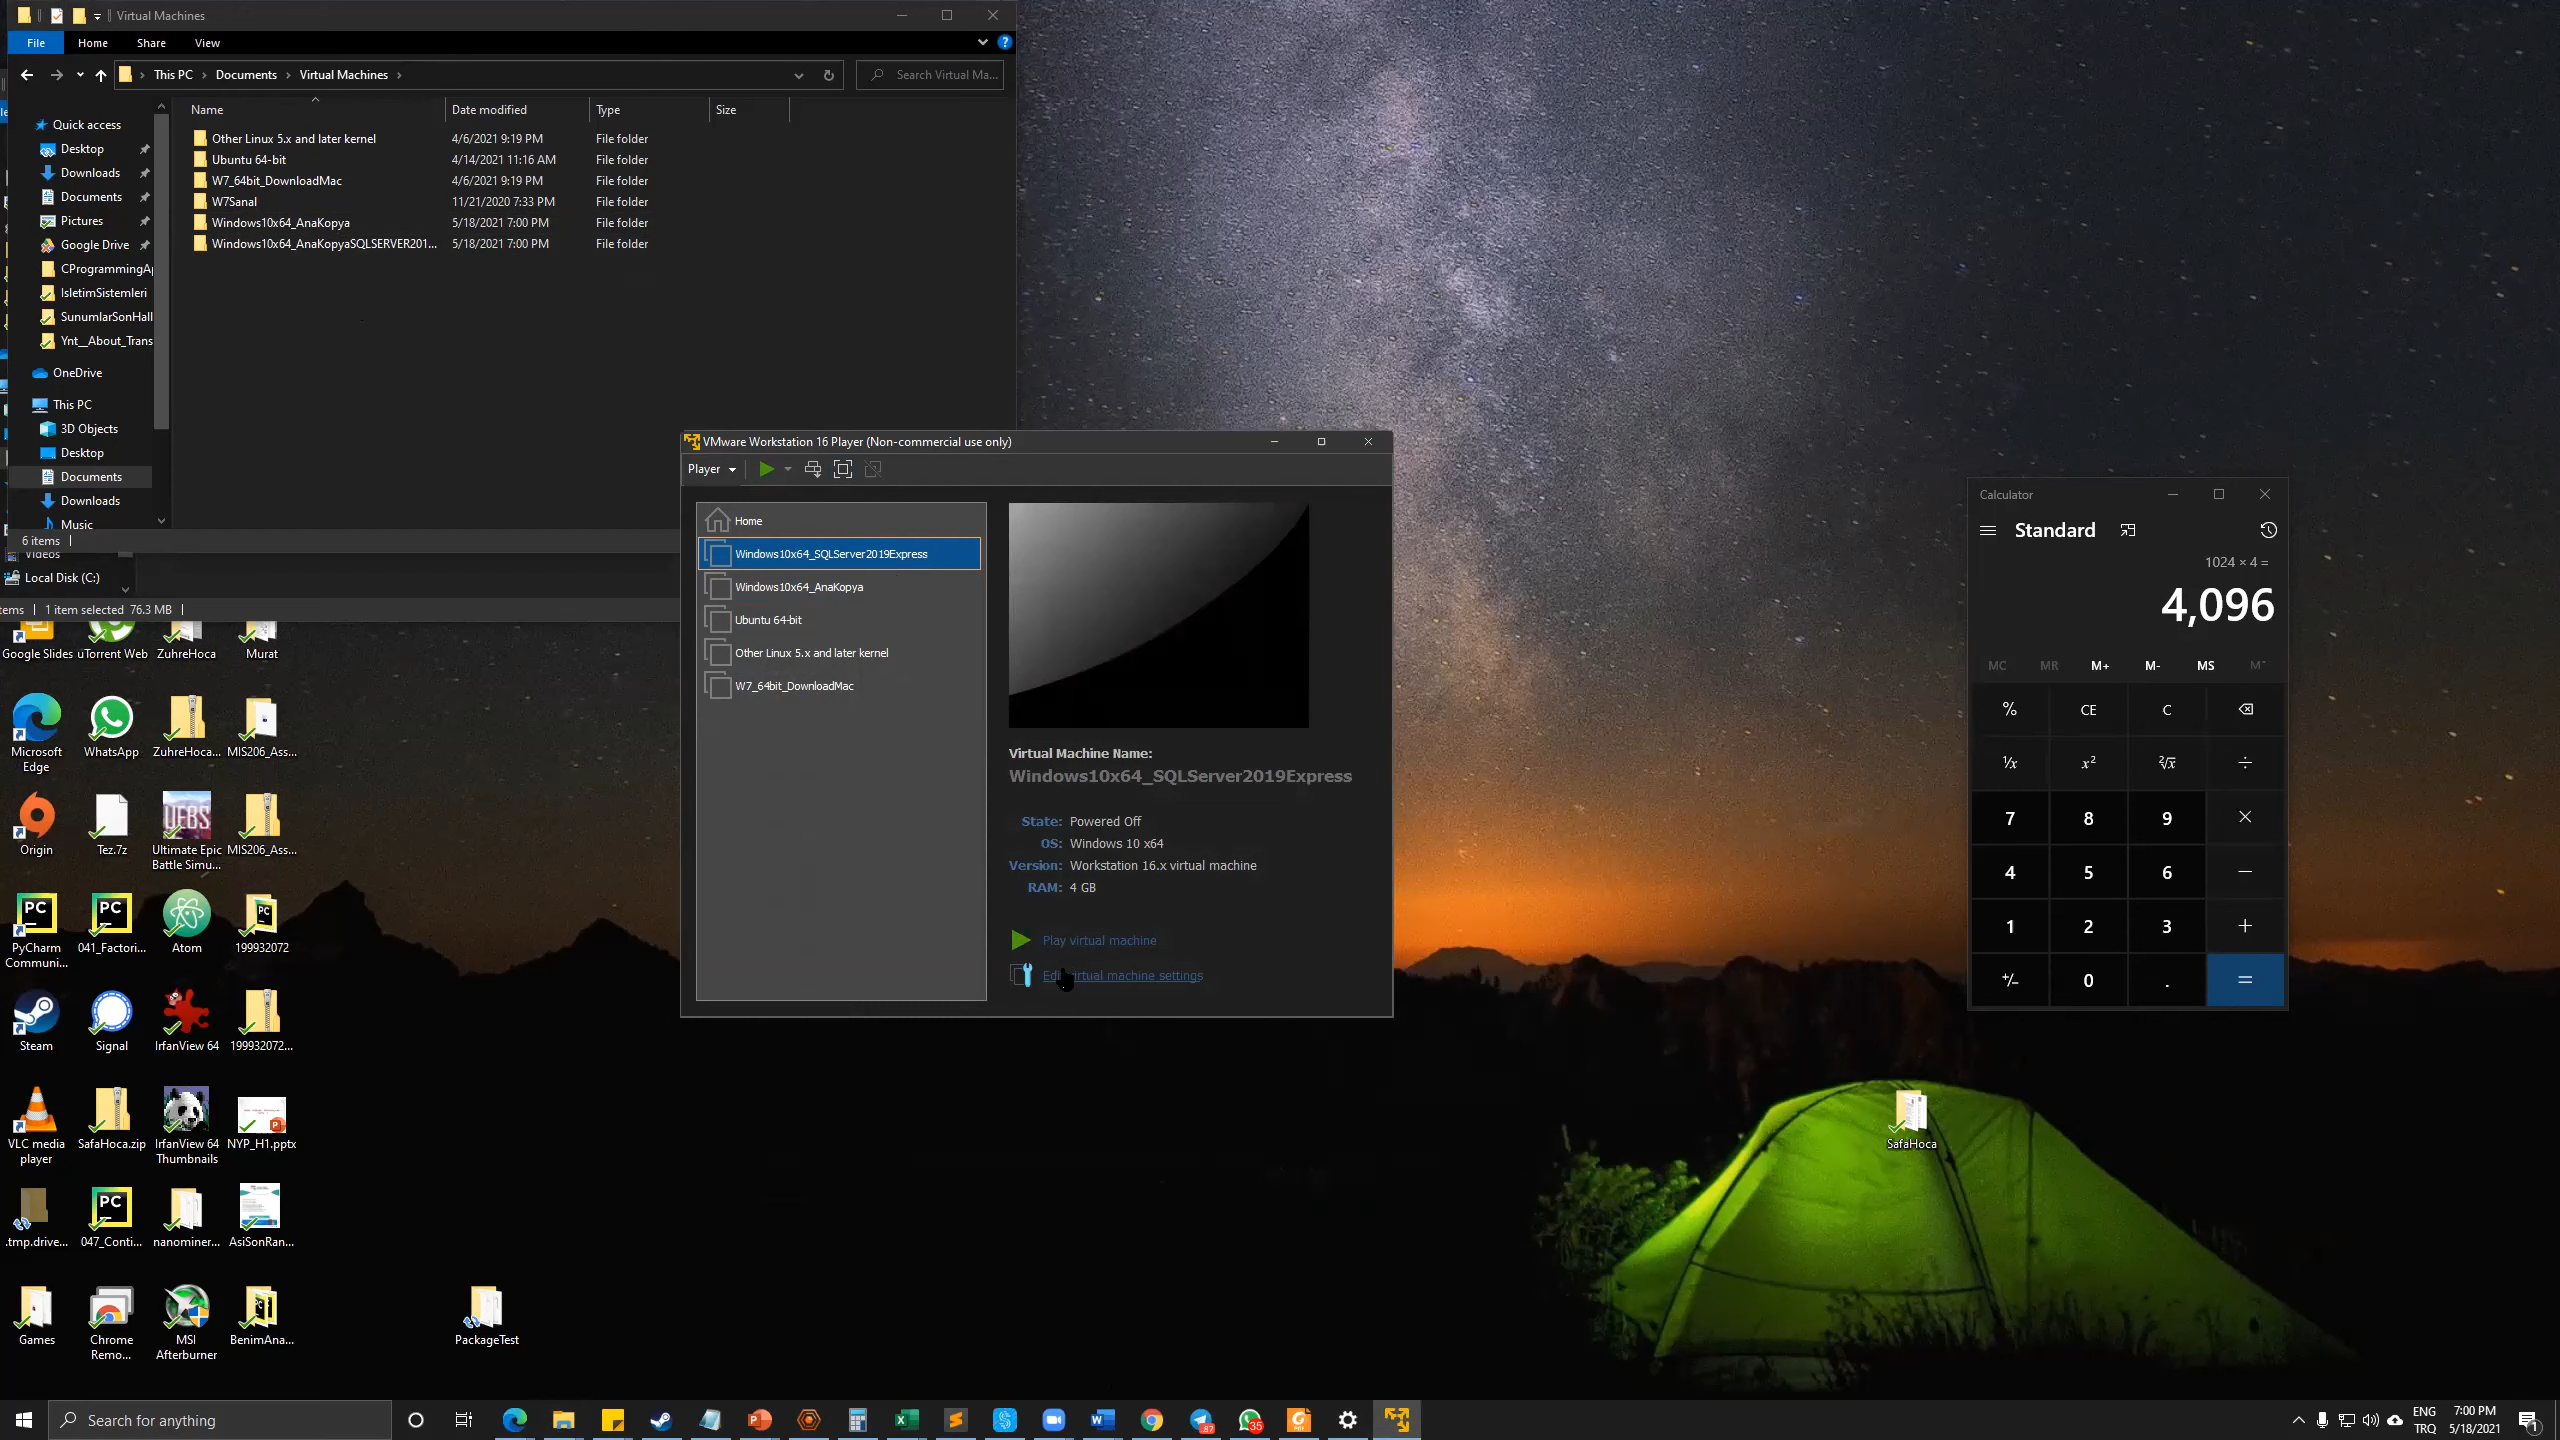 Virtual Machines
File
Home
Share
View
This PC
Documents
Virtual Machines
Search Virtual Ma...
Name
Date modified
Type
Size
Quick access
Desktop
Downloads
Documents
Pictures
Google Drive
CProgrammingAp
IsletimSistemleri
SunumlarSonHall
Ynt__About_Trans
OneDrive
This PC
3D Objects
Desktop
Documents
Downloads
Music
Other Linux 5.x and later kernel 4/6/2021 9:19 PM File folder
Ubuntu 64-bit 4/14/2021 11:16 AM File folder
W7_64bit_DownloadMac 4/6/2021 9:19 PM File folder
W7Sanal 11/21/2020 7:33 PM File folder
Windows10x64_AnaKopya 5/18/2021 7:00 PM File folder
Windows10x64_AnaKopyaSQLSERVER201... 5/18/2021 7:00 PM File folder
6 items
Videos
Local Disk (C:)
tems 1 item selected 76.3 MB
VMware Workstation 16 Player (Non-commercial use only)
Player
Home
Windows10x64_SQLServer2019Express
Windows10x64_AnaKopya
Ubuntu 64-bit
Other Linux 5.x and later kernel
W7_64bit_DownloadMac
Virtual Machine Name:
Windows10x64_SQLServer2019Express
State: Powered Off
OS: Windows 10 x64
Version: Workstation 16.x virtual machine
RAM: 4 GB
Play virtual machine
Edit virtual machine settings
Calculator
Standard
1024 × 4 =
4,096
MC MR M+ M- MS M˅
% CE C
¹/x x² ²√x ÷
7 8 9 ×
4 5 6 −
1 2 3 +
+/− 0 . =
Google Slides uTorrent Web ZuhreHoca Murat
Microsoft Edge
WhatsApp
ZuhreHoca...
MIS206_Ass...
Origin
Tez.7z
Ultimate Epic Battle Simu...
MIS206_Ass...
PyCharm Communi...
041_Factori...
Atom
199932072
Steam
Signal
IrfanView 64
199932072...
VLC media player
SafaHoca.zip
IrfanView 64 Thumbnails
NYP_H1.pptx
.tmp.drive...
047_Conti...
nanominer...
AsiSonRan...
Games
Chrome Remo...
MSI Afterburner
BenimAna...
PackageTest
SafaHoca
Search for anything
87
35
ENG
TRQ
7:00 PM
5/18/2021
1